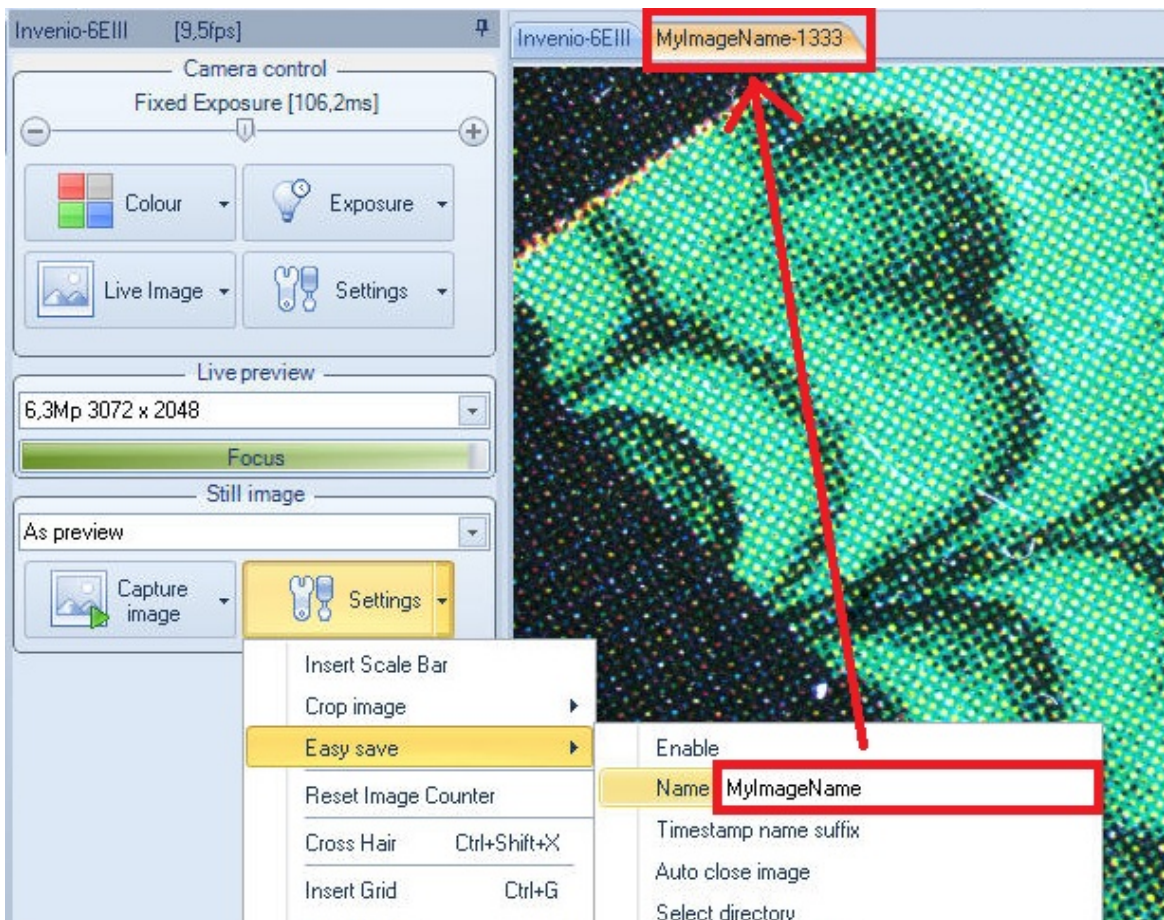 Invenio-6EIII [9,5fps]
Invenio-6EIII
MyImageName-1333
Camera control
Fixed Exposure [106,2ms]
Colour
Exposure
Live Image
Settings
Live preview
6,3Mp 3072 x 2048
Focus
Still image
As preview
Capture
image
Settings
Insert Scale Bar
Crop image
Easy save
Reset Image Counter
Cross Hair Ctrl+Shift+X
Insert Grid Ctrl+G
Enable
Name MyImageName
Timestamp name suffix
Auto close image
Select directory